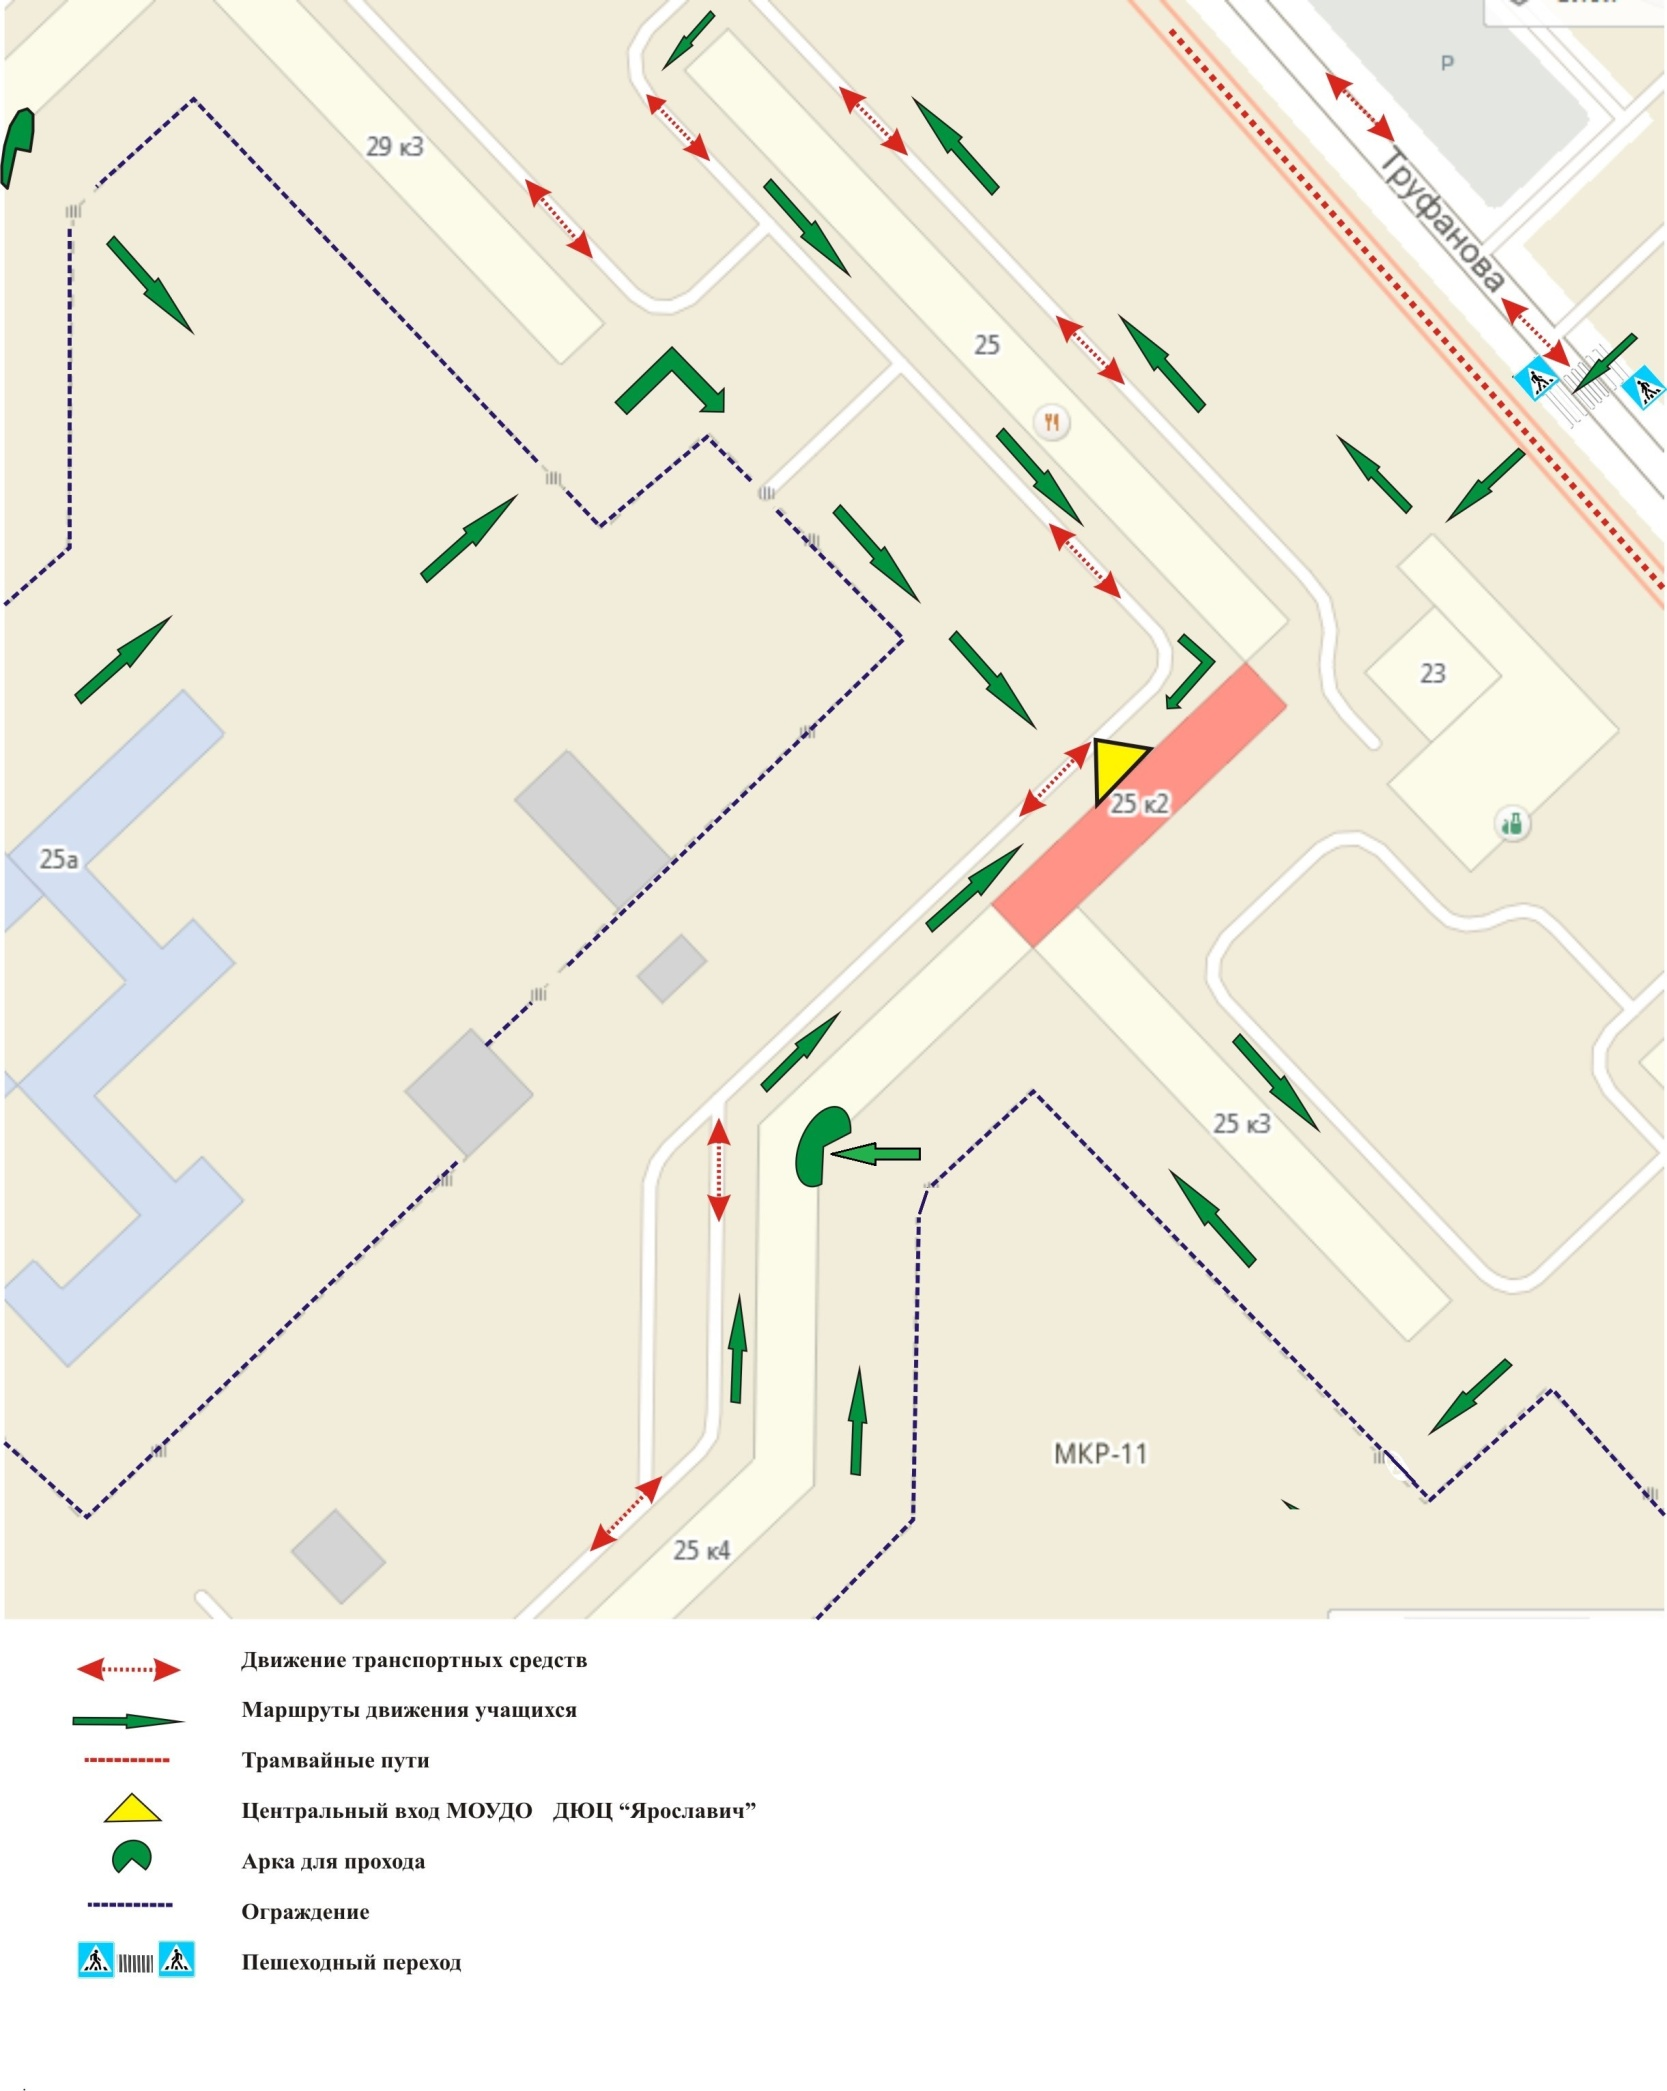 P
29 к3
Труфанова
25
23
25 к2
25а
25 к3
МКР-11
25 к4
Движение транспортных средств
Маршруты движения учащихся
Трамвайные пути
Центральный вход МОУДО ДЮЦ “Ярославич”
Арка для прохода
Ограждение
Пешеходный переход